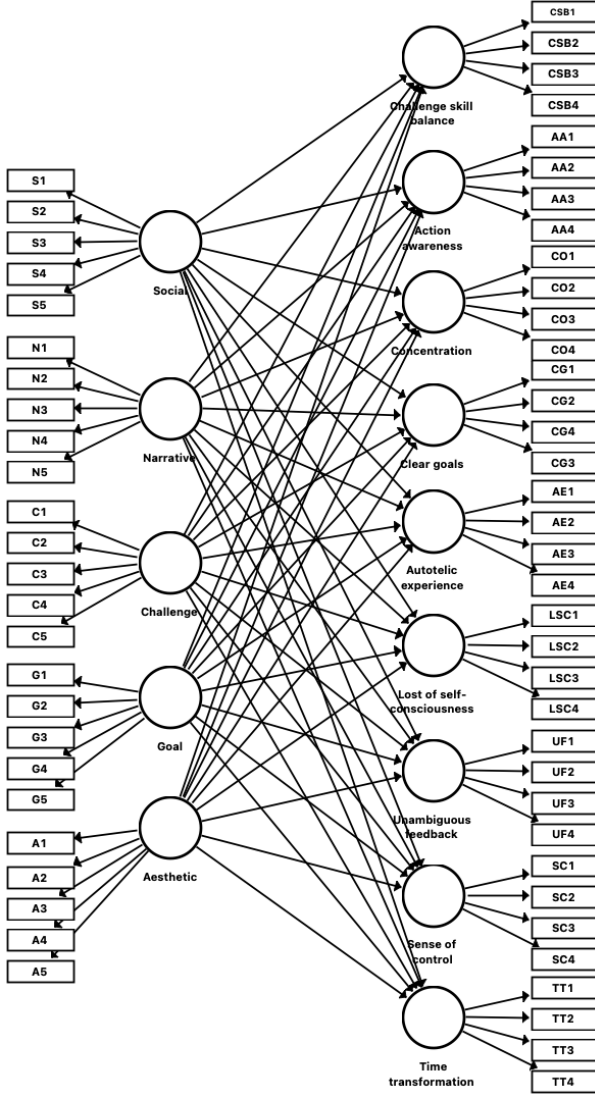 CSB1
CSB2
CSB3
CSB4
Challenge skill
balance
AA1
AA2
AA3
AA4
Action
awareness
S1
S2
S3
S4
S5
Social
CO1
CO2
CO3
CO4
Concentration
N1
N2
N3
N4
N5
Narrative
CG1
CG2
CG4
CG3
Clear goals
C1
C2
C3
C4
C5
Challenge
AE1
AE2
AE3
AE4
Autotelic
experience
LSC1
LSC2
LSC3
LSC4
Lost of self-
consciousness
G1
G2
G3
G4
G5
Goal
UF1
UF2
UF3
UF4
Unambiguous
feedback
A1
A2
A3
A4
A5
Aesthetic
SC1
SC2
SC3
SC4
Sense of
control
TT1
TT2
TT3
TT4
Time
transformation